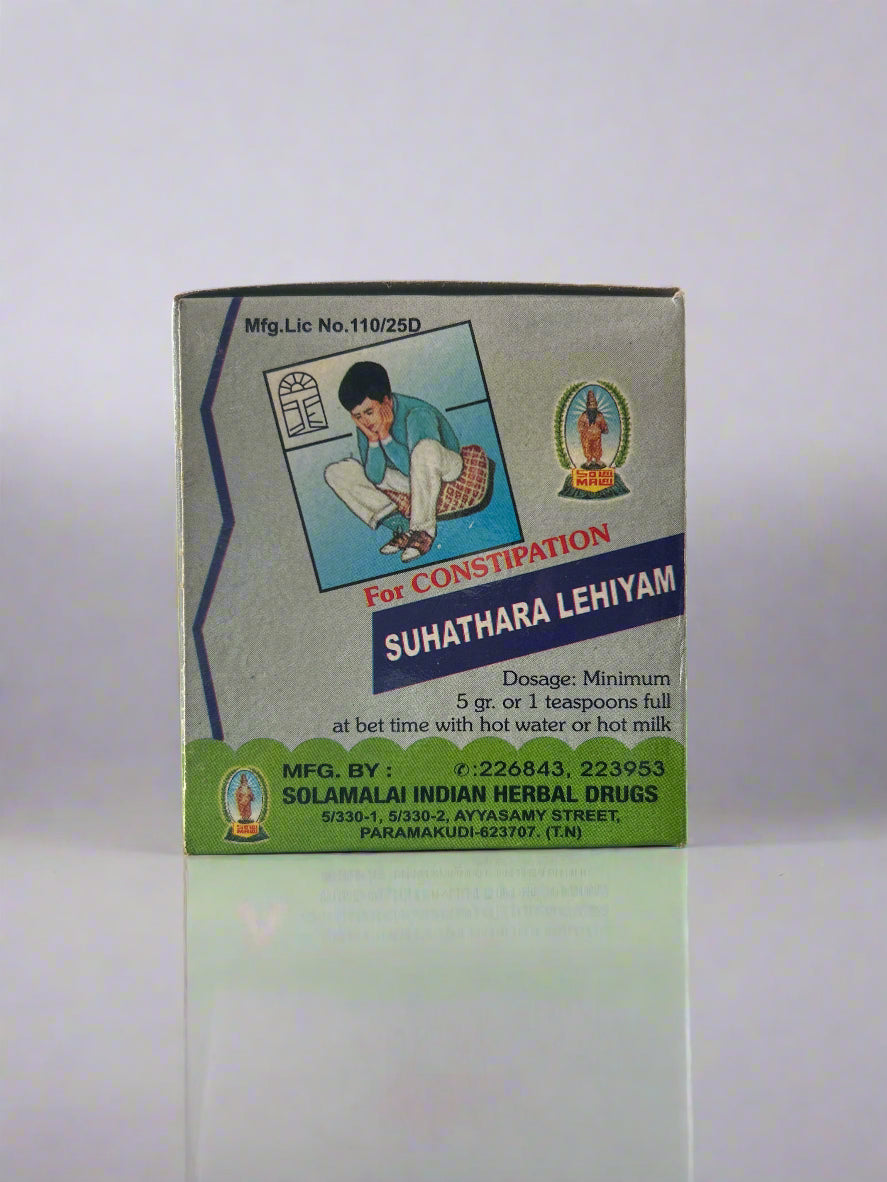 Mfg.Lic No.110/25D
SOLAI
MALAI
For CONSTIPATION
SUHATHARA LEHIYAM
Dosage: Minimum
5 gr. or 1 teaspoons full
at bet time with hot water or hot milk
MFG. BY : ✆:226843, 223953
SOLAMALAI INDIAN HERBAL DRUGS
5/330-1, 5/330-2, AYYASAMY STREET,
PARAMAKUDI-623707. (T.N)